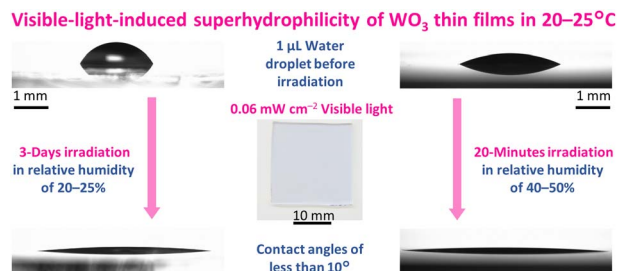 Visible-light-induced superhydrophilicity of WO₃ thin films in 20–25°C
1 μL Water
droplet before
irradiation
1 mm
1 mm
0.06 mW cm⁻² Visible light
3-Days irradiation
in relative humidity
of 20–25%
20-Minutes irradiation
in relative humidity
of 40–50%
10 mm
Contact angles of
less than 10°